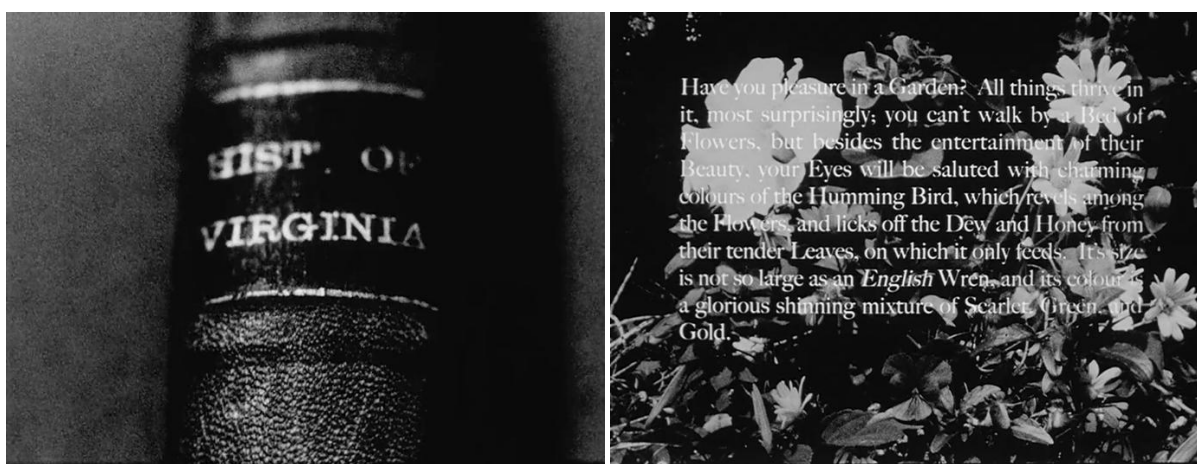 HIST. OF
VIRGINIA
Have you pleasure in a Garden? All things thrive in
it, most surprisingly; you can't walk by a Bed of
Flowers, but besides the entertainment of their
Beauty, your Eyes will be saluted with charming
colours of the Humming Bird, which revels among
the Flowers, and licks off the Dew and Honey from
their tender Leaves, on which it only feeds. It's size
is not so large as an English Wren, and its colour is
a glorious shinning mixture of Scarlet, Green, and
Gold.